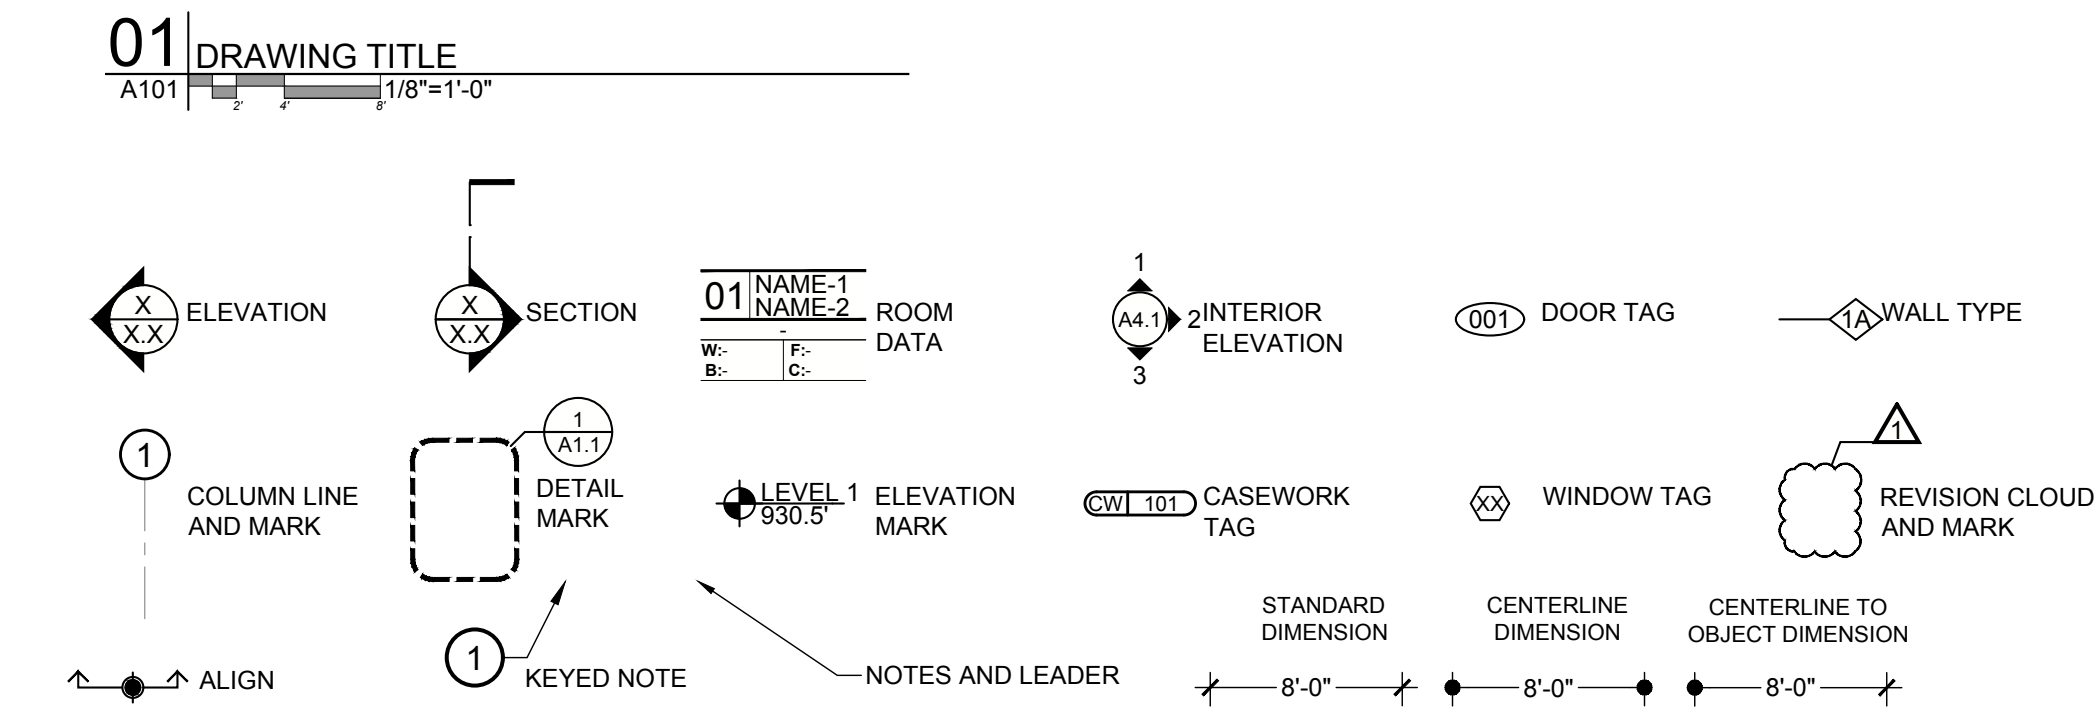 01 DRAWING TITLE
A101 1/8"=1'-0"
2' 4' 8'
X
X.X
ELEVATION
X
X.X
SECTION
01 NAME-1
NAME-2
-
W:- F:-
B:- C:-
ROOM
DATA
1
A4.1 2
3
INTERIOR
ELEVATION
001 DOOR TAG
1A WALL TYPE
1
COLUMN LINE
AND MARK
1
A1.1
DETAIL
MARK
LEVEL 1
930.5'
ELEVATION
MARK
CW 101
CASEWORK
TAG
XX WINDOW TAG
1
REVISION CLOUD
AND MARK
ALIGN
1 KEYED NOTE
NOTES AND LEADER
STANDARD
DIMENSION
8'-0"
CENTERLINE
DIMENSION
8'-0"
CENTERLINE TO
OBJECT DIMENSION
8'-0"